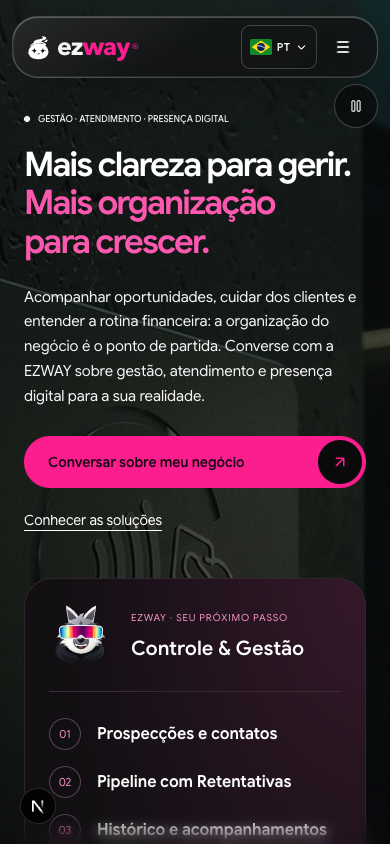 ezway®
PT
GESTÃO · ATENDIMENTO · PRESENÇA DIGITAL
Mais clareza para gerir.
Mais organização
para crescer.
Acompanhar oportunidades, cuidar dos clientes e
entender a rotina financeira: a organização do
negócio é o ponto de partida. Converse com a
EZWAY sobre gestão, atendimento e presença
digital para a sua realidade.
Conversar sobre meu negócio
Conhecer as soluções
EZWAY · SEU PRÓXIMO PASSO
Controle & Gestão
01 Prospecções e contatos
02 Pipeline com Retentativas
03 Histórico e acompanhamentos
N